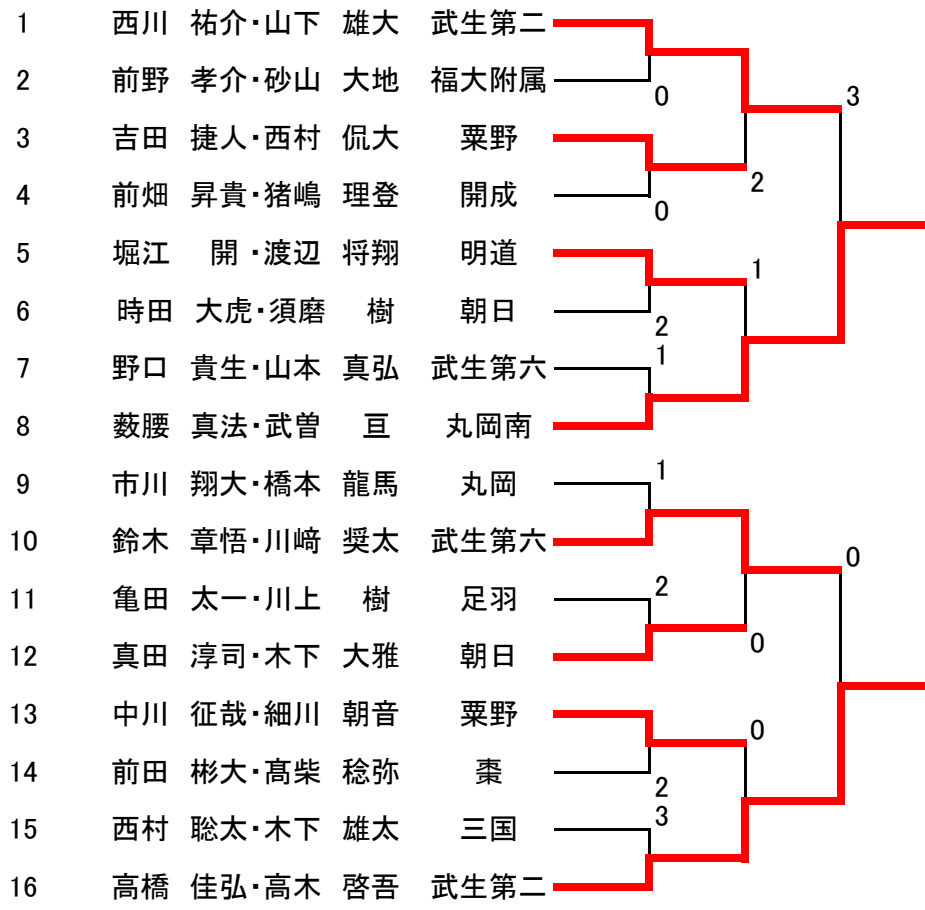 1 西川 祐介・山下 雄大 武生第二
2 前野 孝介・砂山 大地 福大附属
0
3
3 吉田 捷人・西村 侃大 粟野
2
4 前畑 昇貴・猪嶋 理登 開成
0
5 堀江 開・渡辺 将翔 明道
1
6 時田 大虎・須磨 樹 朝日
2
7 野口 貴生・山本 真弘 武生第六
1
8 薮腰 真法・武曽 亘 丸岡南
9 市川 翔大・橋本 龍馬 丸岡
1
10 鈴木 章悟・川﨑 奨太 武生第六
0
11 亀田 太一・川上 樹 足羽
2
12 真田 淳司・木下 大雅 朝日
0
13 中川 征哉・細川 朝音 粟野
0
14 前田 彬大・髙柴 稔弥 棗
2
15 西村 聡太・木下 雄太 三国
3
16 高橋 佳弘・高木 啓吾 武生第二